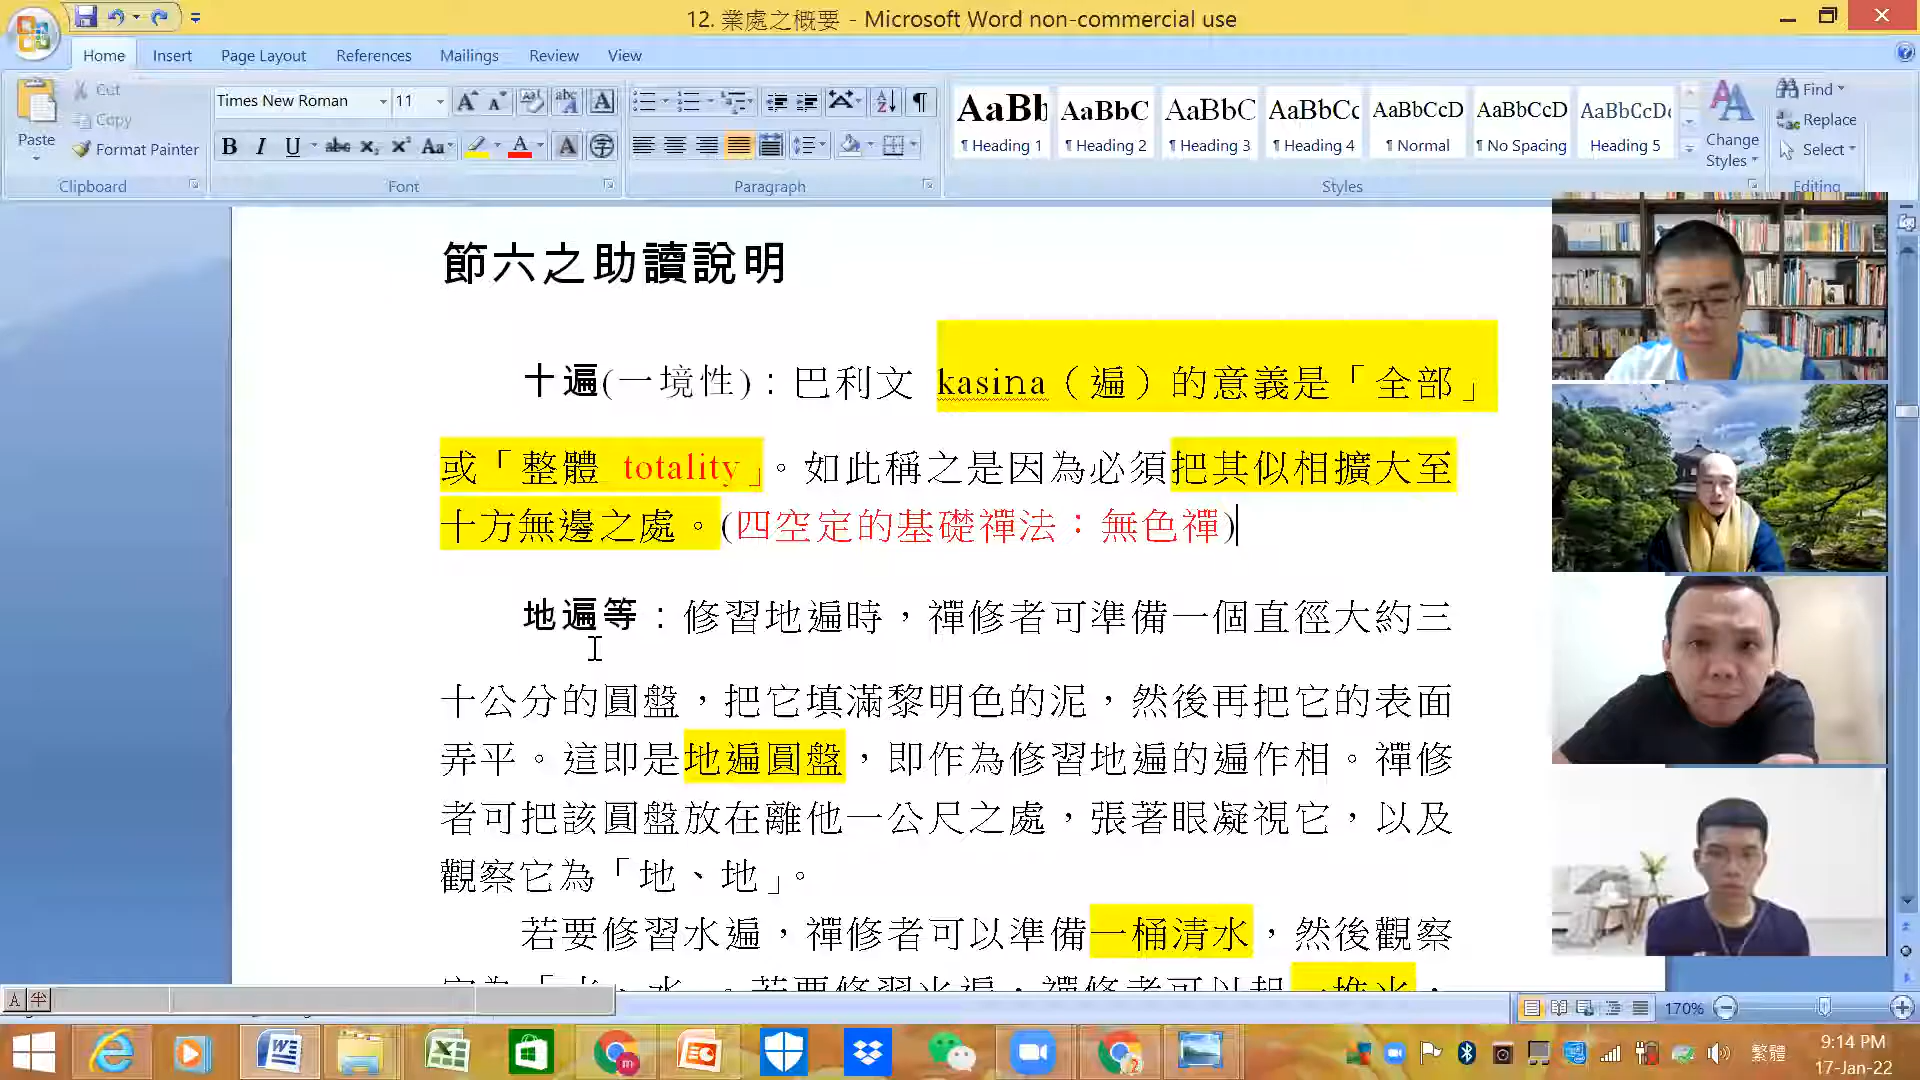 12. 業處之概要 - Microsoft Word non-commercial use
Home Insert Page Layout References Mailings Review View
Paste
Cut
Copy
Format Painter
Clipboard
Times New Roman 11
Font
Paragraph
AaBb AaBbC AaBbC AaBbCc AaBbCcD AaBbCcD AaBbCcDc
¶ Heading 1 ¶ Heading 2 ¶ Heading 3 ¶ Heading 4 ¶ Normal ¶ No Spacing Heading 5
Styles
Change Styles
Find
Replace
Select
Editing
節六之助讀說明
十遍(一境性)：巴利文 kasina（遍）的意義是「全部」
或「整體 totality」。如此稱之是因為必須把其似相擴大至
十方無邊之處。(四空定的基礎禪法：無色禪)
地遍等：修習地遍時，禪修者可準備一個直徑大約三
十公分的圓盤，把它填滿黎明色的泥，然後再把它的表面
弄平。這即是地遍圓盤，即作為修習地遍的遍作相。禪修
者可把該圓盤放在離他一公尺之處，張著眼凝視它，以及
觀察它為「地、地」。
若要修習水遍，禪修者可以準備一桶清水，然後觀察
170%
繁體
9:14 PM
17-Jan-22